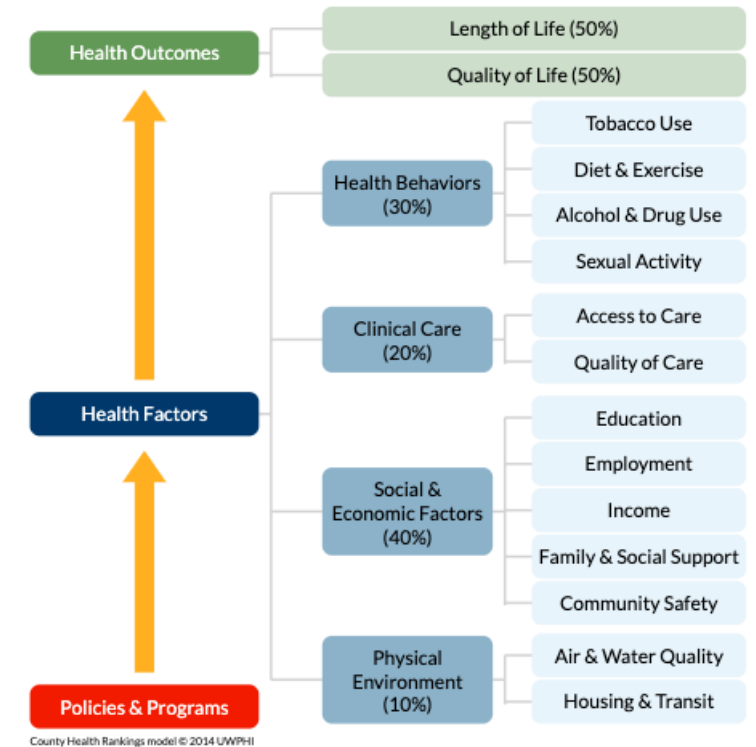 Health Outcomes
Length of Life (50%)
Quality of Life (50%)
Health Factors
Health Behaviors
(30%)
Tobacco Use
Diet & Exercise
Alcohol & Drug Use
Sexual Activity
Clinical Care
(20%)
Access to Care
Quality of Care
Social &
Economic Factors
(40%)
Education
Employment
Income
Family & Social Support
Community Safety
Physical
Environment
(10%)
Air & Water Quality
Housing & Transit
Policies & Programs
County Health Rankings model © 2014 UWPHI